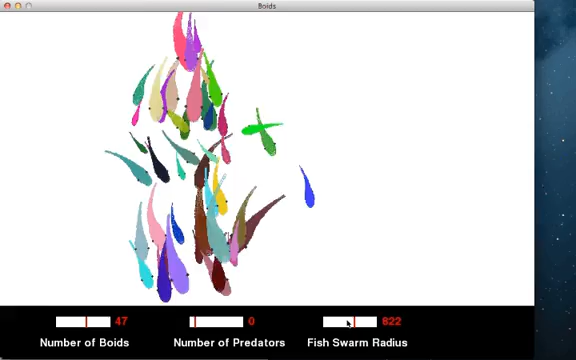 Boids
47 0 822
Number of Boids Number of Predators Fish Swarm Radius